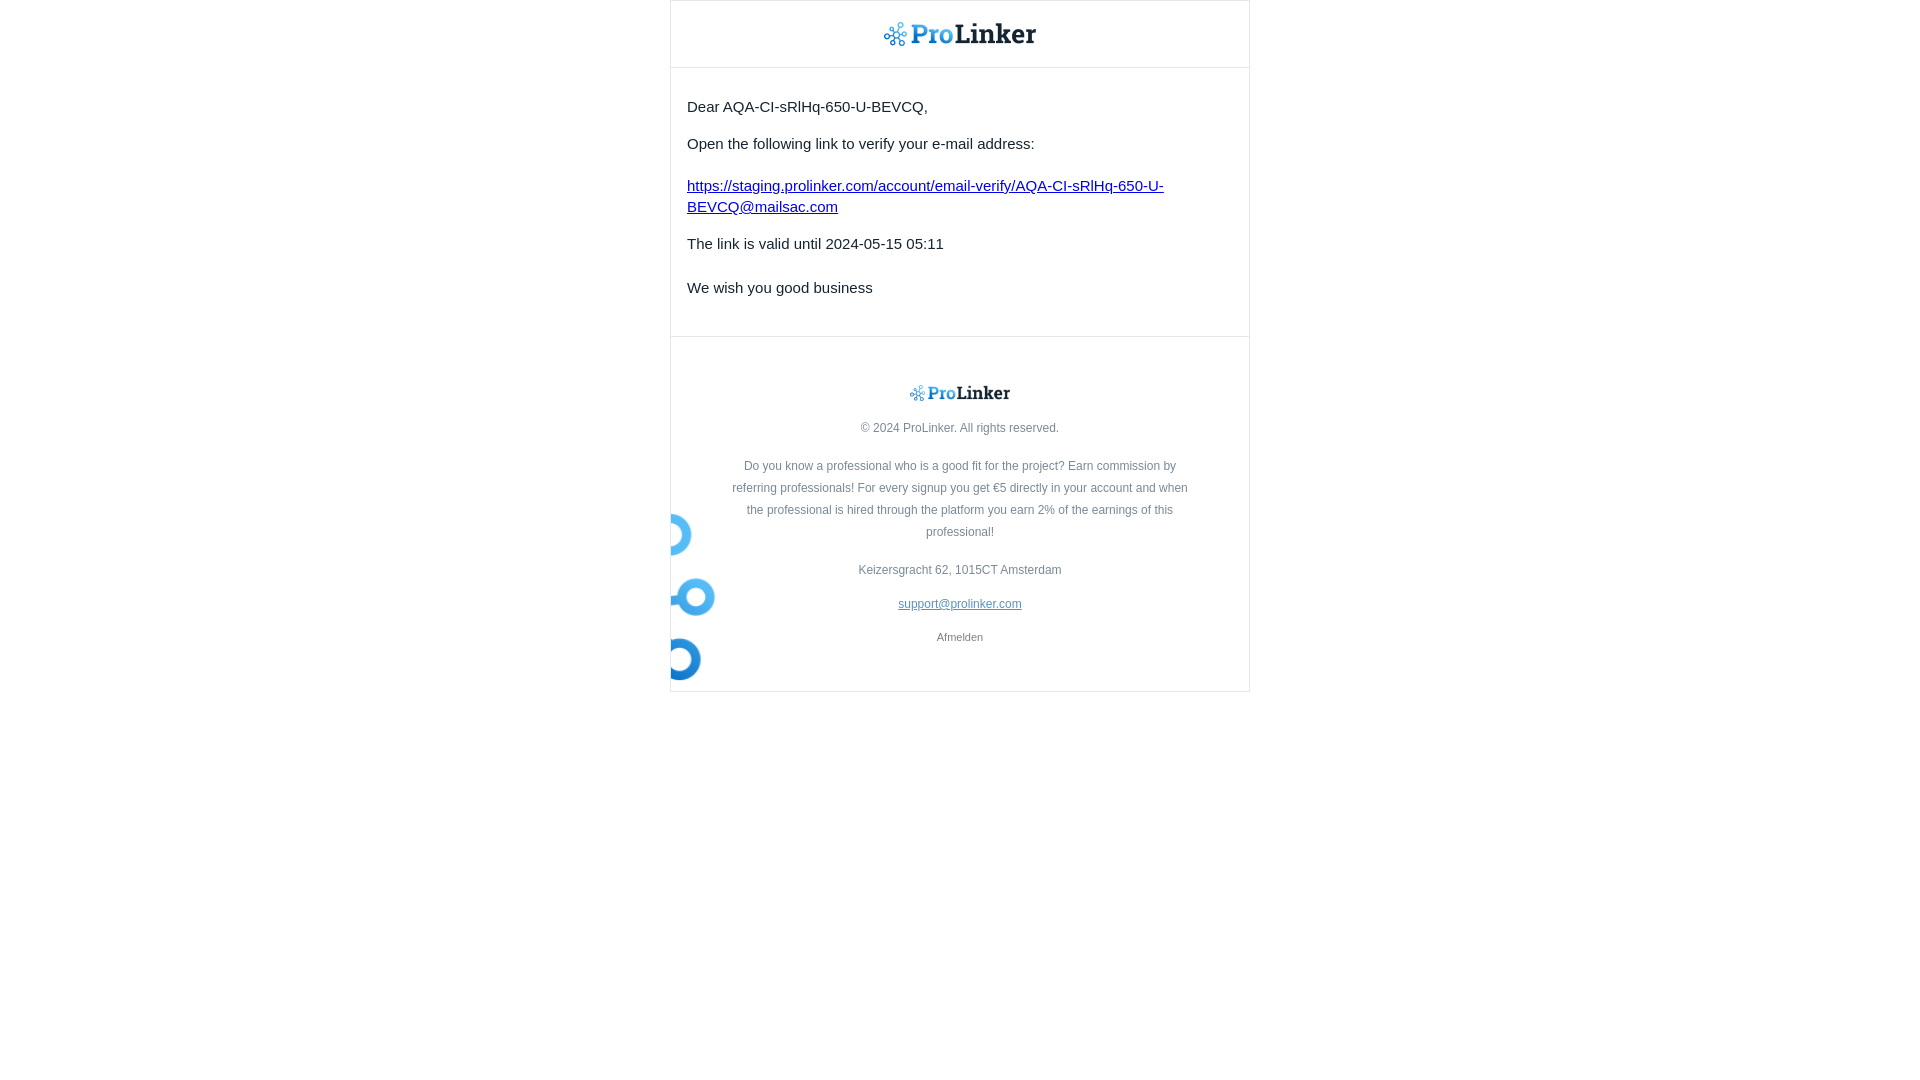 ProLinker
Dear AQA-CI-sRlHq-650-U-BEVCQ,
Open the following link to verify your e-mail address:
https://staging.prolinker.com/account/email-verify/AQA-CI-sRlHq-650-U-
BEVCQ@mailsac.com
The link is valid until 2024-05-15 05:11
We wish you good business
ProLinker
© 2024 ProLinker. All rights reserved.
Do you know a professional who is a good fit for the project? Earn commission by
referring professionals! For every signup you get €5 directly in your account and when
the professional is hired through the platform you earn 2% of the earnings of this
professional!
Keizersgracht 62, 1015CT Amsterdam
support@prolinker.com
Afmelden